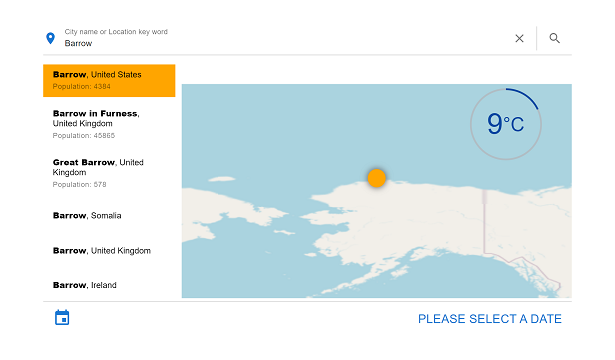 City name or Location key word
Barrow
Barrow, United States
Population: 4384
Barrow in Furness,
United Kingdom
Population: 45865
Great Barrow, United
Kingdom
Population: 578
Barrow, Somalia
Barrow, United Kingdom
Barrow, Ireland
9°C
PLEASE SELECT A DATE